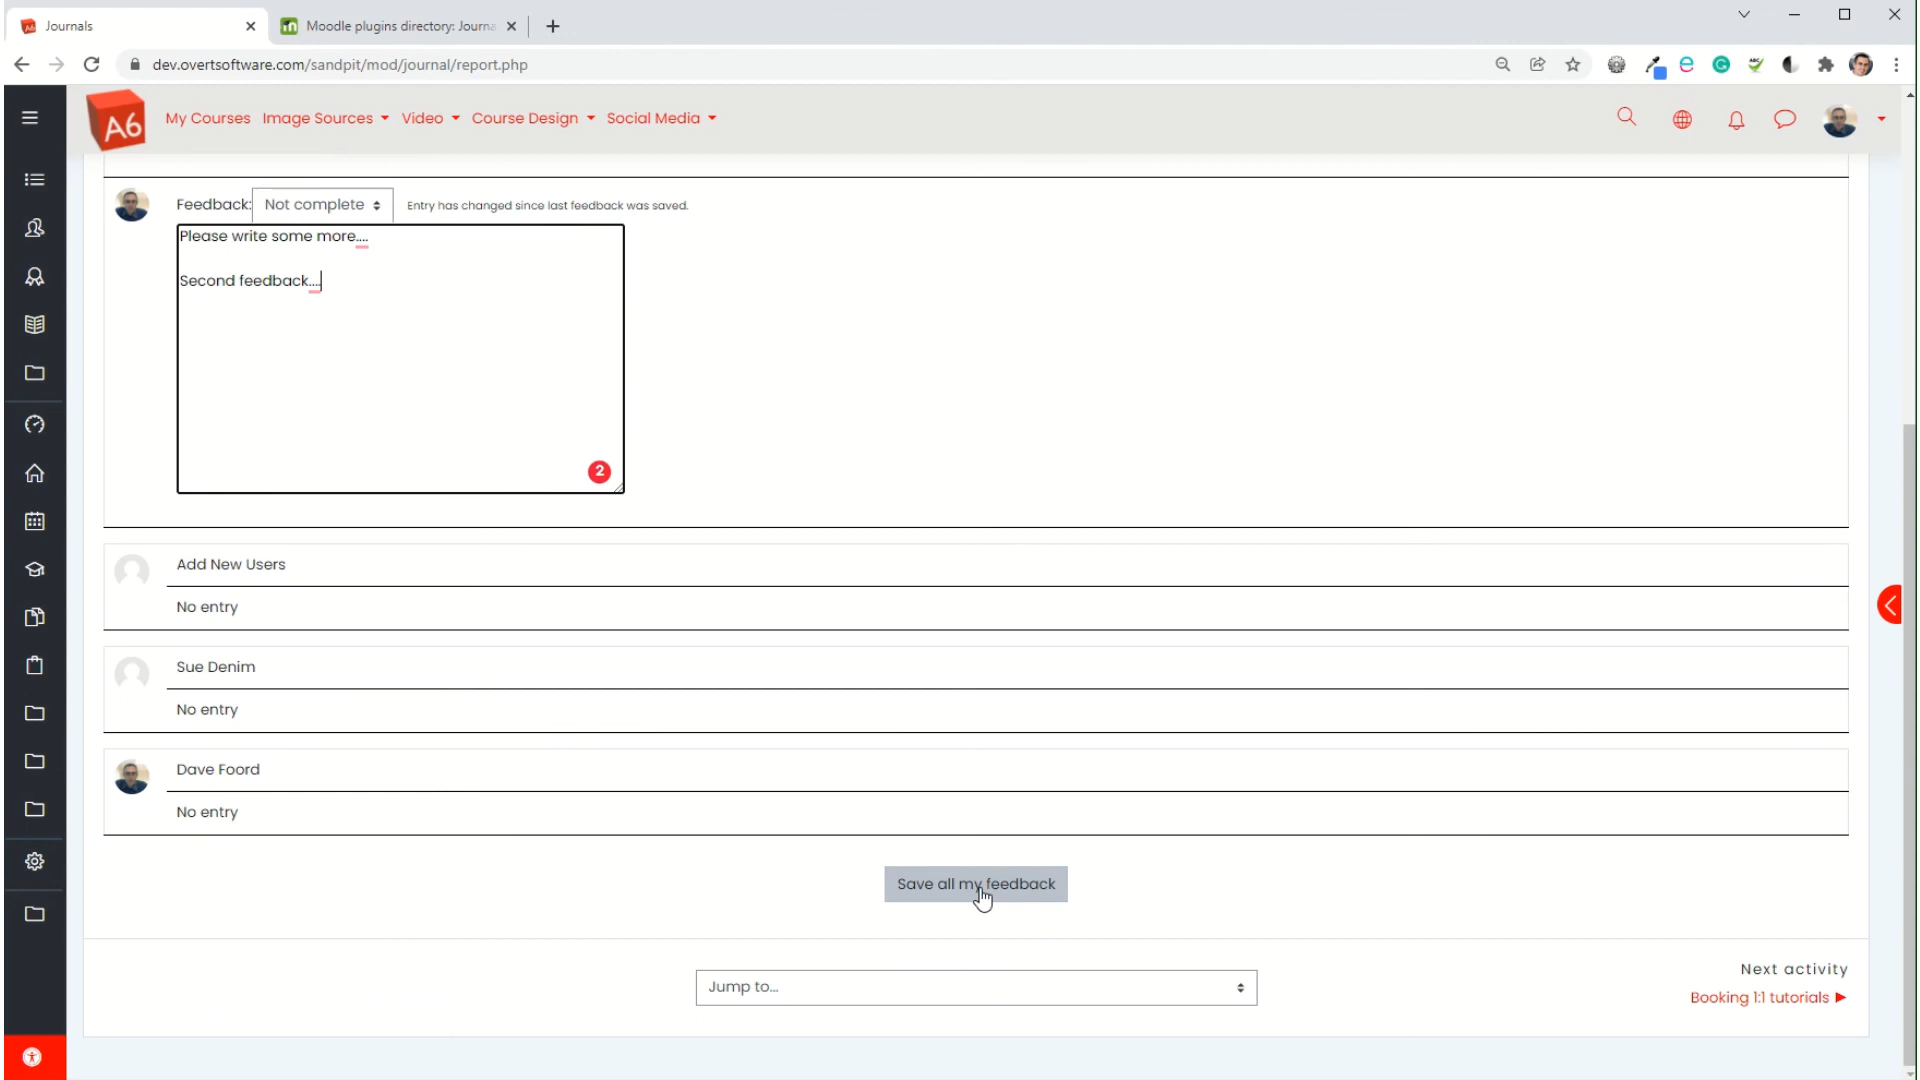 Journals
Moodle plugins directory: Journa
dev.overtsoftware.com/sandpit/mod/journal/report.php
A6
My Courses Image Sources Video Course Design Social Media
Feedback: Not complete Entry has changed since last feedback was saved.
Please write some more....
Second feedback....
2
Add New Users
No entry
Sue Denim
No entry
Dave Foord
No entry
Save all my feedback
Next activity
Jump to...
Booking 1:1 tutorials ▶